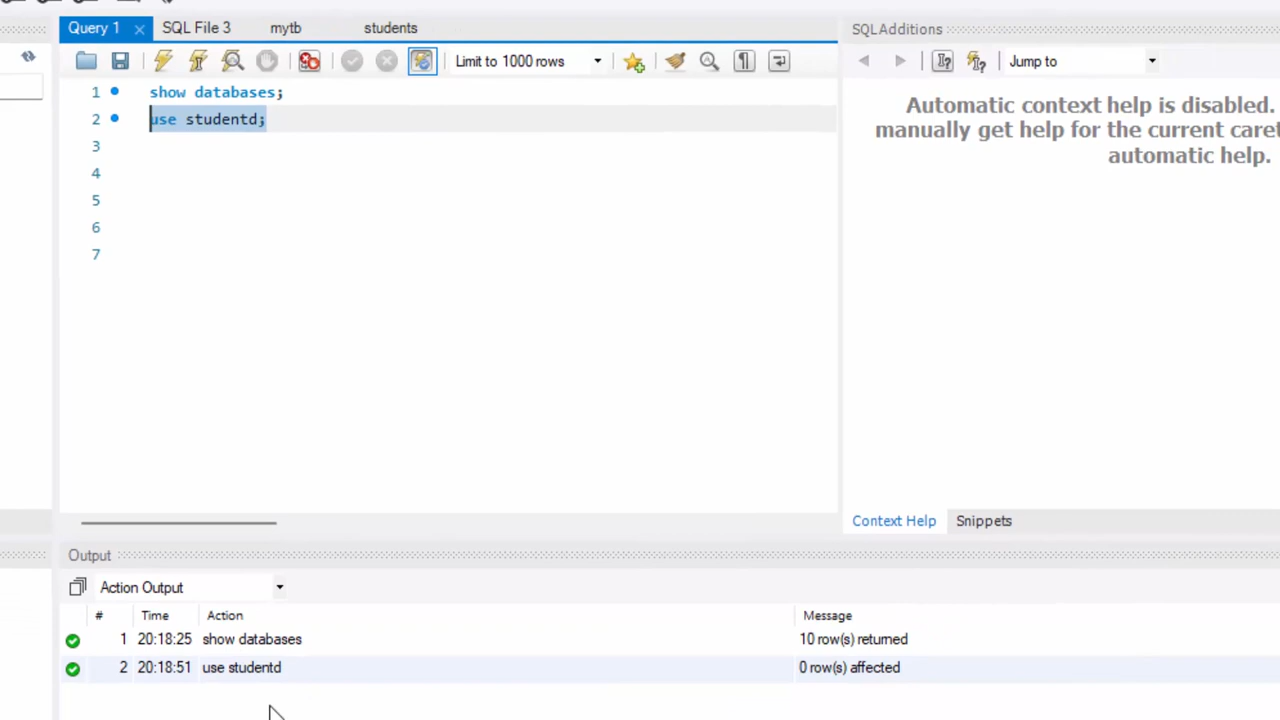 Query 1 SQL File 3 mytb students
SQLAdditions
Limit to 1000 rows
Jump to
1 show databases;
2 use studentd;
3
4
5
6
7
Automatic context help is disabled.
manually get help for the current caret
automatic help.
Context Help Snippets
Output
Action Output
# Time Action Message
1 20:18:25 show databases 10 row(s) returned
2 20:18:51 use studentd 0 row(s) affected